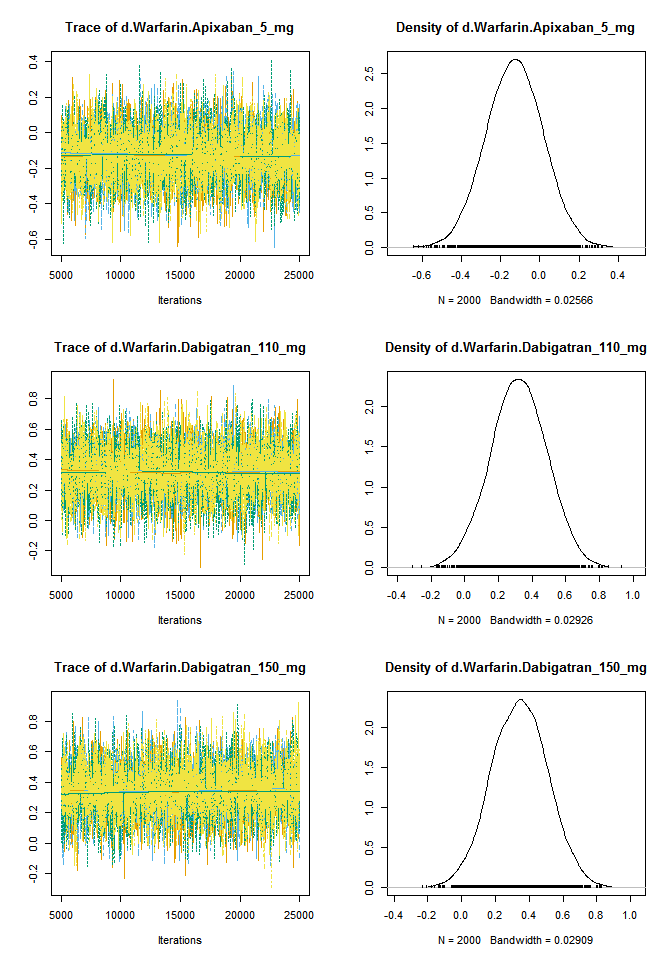 Trace of d.Warfarin.Apixaban_5_mg
0.4
0.2
0.0
-0.2
-0.4
-0.6
5000 10000 15000 20000 25000
Iterations
Density of d.Warfarin.Apixaban_5_mg
2.5
2.0
1.5
1.0
0.5
0.0
-0.6 -0.4 -0.2 0.0 0.2 0.4
N = 2000 Bandwidth = 0.02566
Trace of d.Warfarin.Dabigatran_110_mg
0.8
0.6
0.4
0.2
0.0
-0.2
5000 10000 15000 20000 25000
Iterations
Density of d.Warfarin.Dabigatran_110_mg
2.0
1.5
1.0
0.5
0.0
-0.4 -0.2 0.0 0.2 0.4 0.6 0.8 1.0
N = 2000 Bandwidth = 0.02926
Trace of d.Warfarin.Dabigatran_150_mg
0.8
0.6
0.4
0.2
0.0
-0.2
5000 10000 15000 20000 25000
Iterations
Density of d.Warfarin.Dabigatran_150_mg
2.0
1.5
1.0
0.5
0.0
-0.4 -0.2 0.0 0.2 0.4 0.6 0.8 1.0
N = 2000 Bandwidth = 0.02909